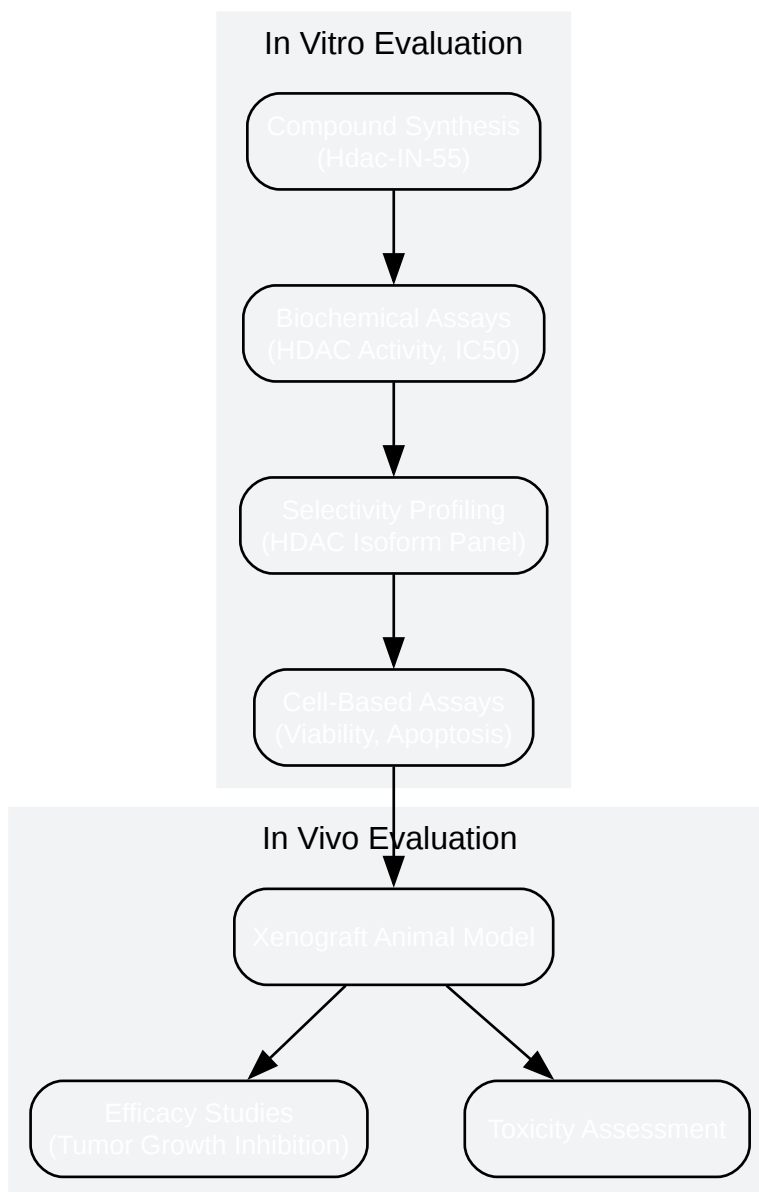 In Vitro Evaluation
Compound Synthesis
(Hdac-IN-55)
Biochemical Assays
(HDAC Activity, IC50)
Selectivity Profiling
(HDAC Isoform Panel)
Cell-Based Assays
(Viability, Apoptosis)
In Vivo Evaluation
Xenograft Animal Model
Efficacy Studies
(Tumor Growth Inhibition)
Toxicity Assessment